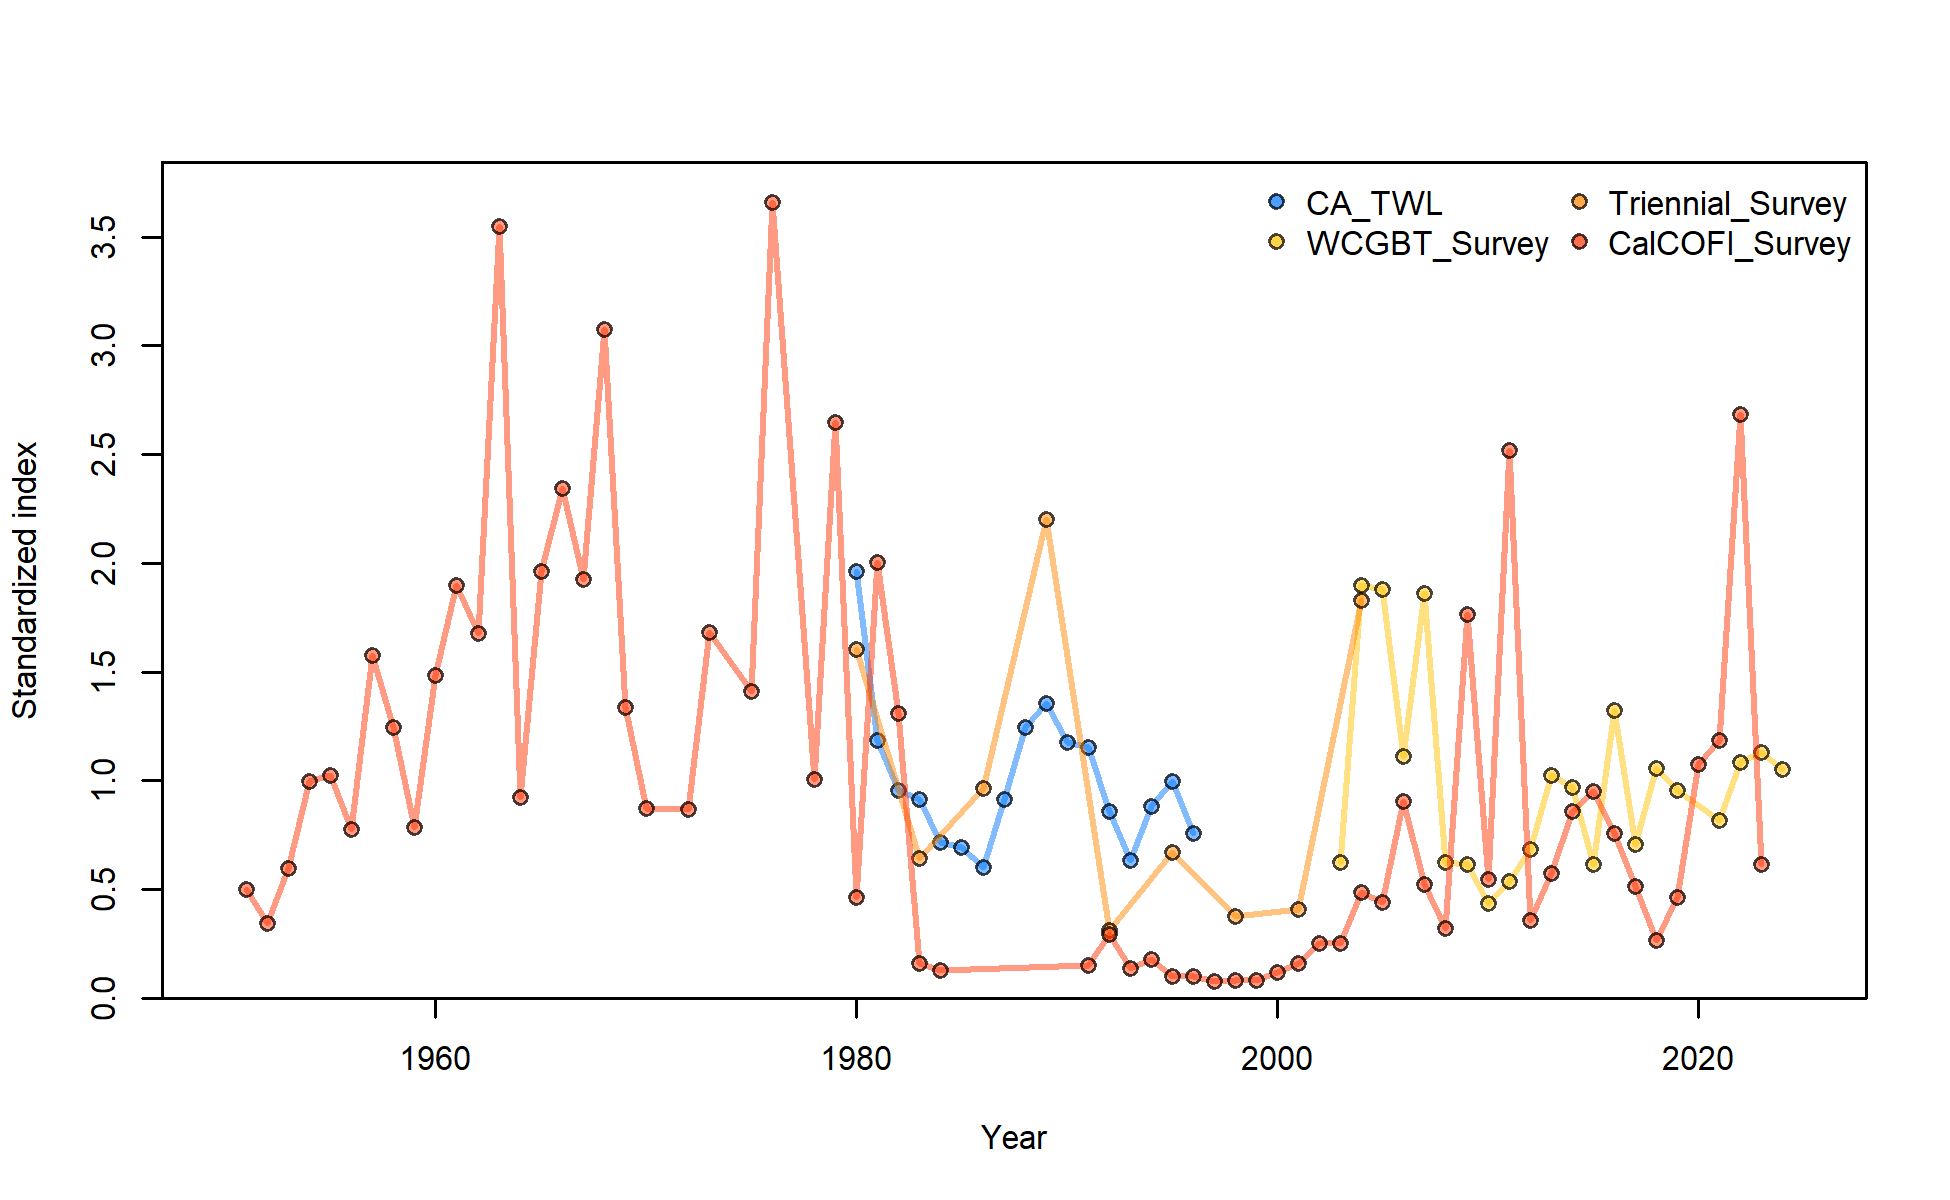 CA_TWL
Triennial_Survey
WCGBT_Survey
CalCOFI_Survey
Standardized index
3.5
3.0
2.5
2.0
1.5
1.0
0.5
0.0
1960
1980
2000
2020
Year